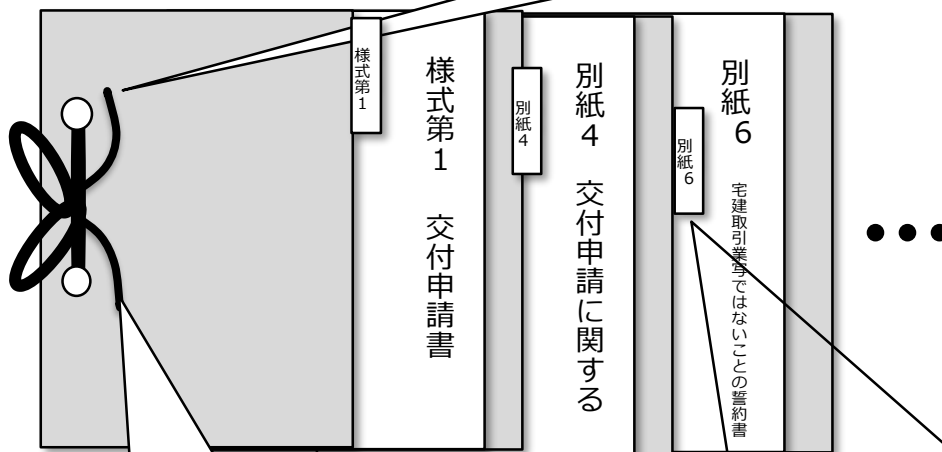 様式第1
様式第1　交付申請書
別紙4
別紙4　交付申請に関する
別紙6
別紙6　宅建取引業写ではないことの誓約書